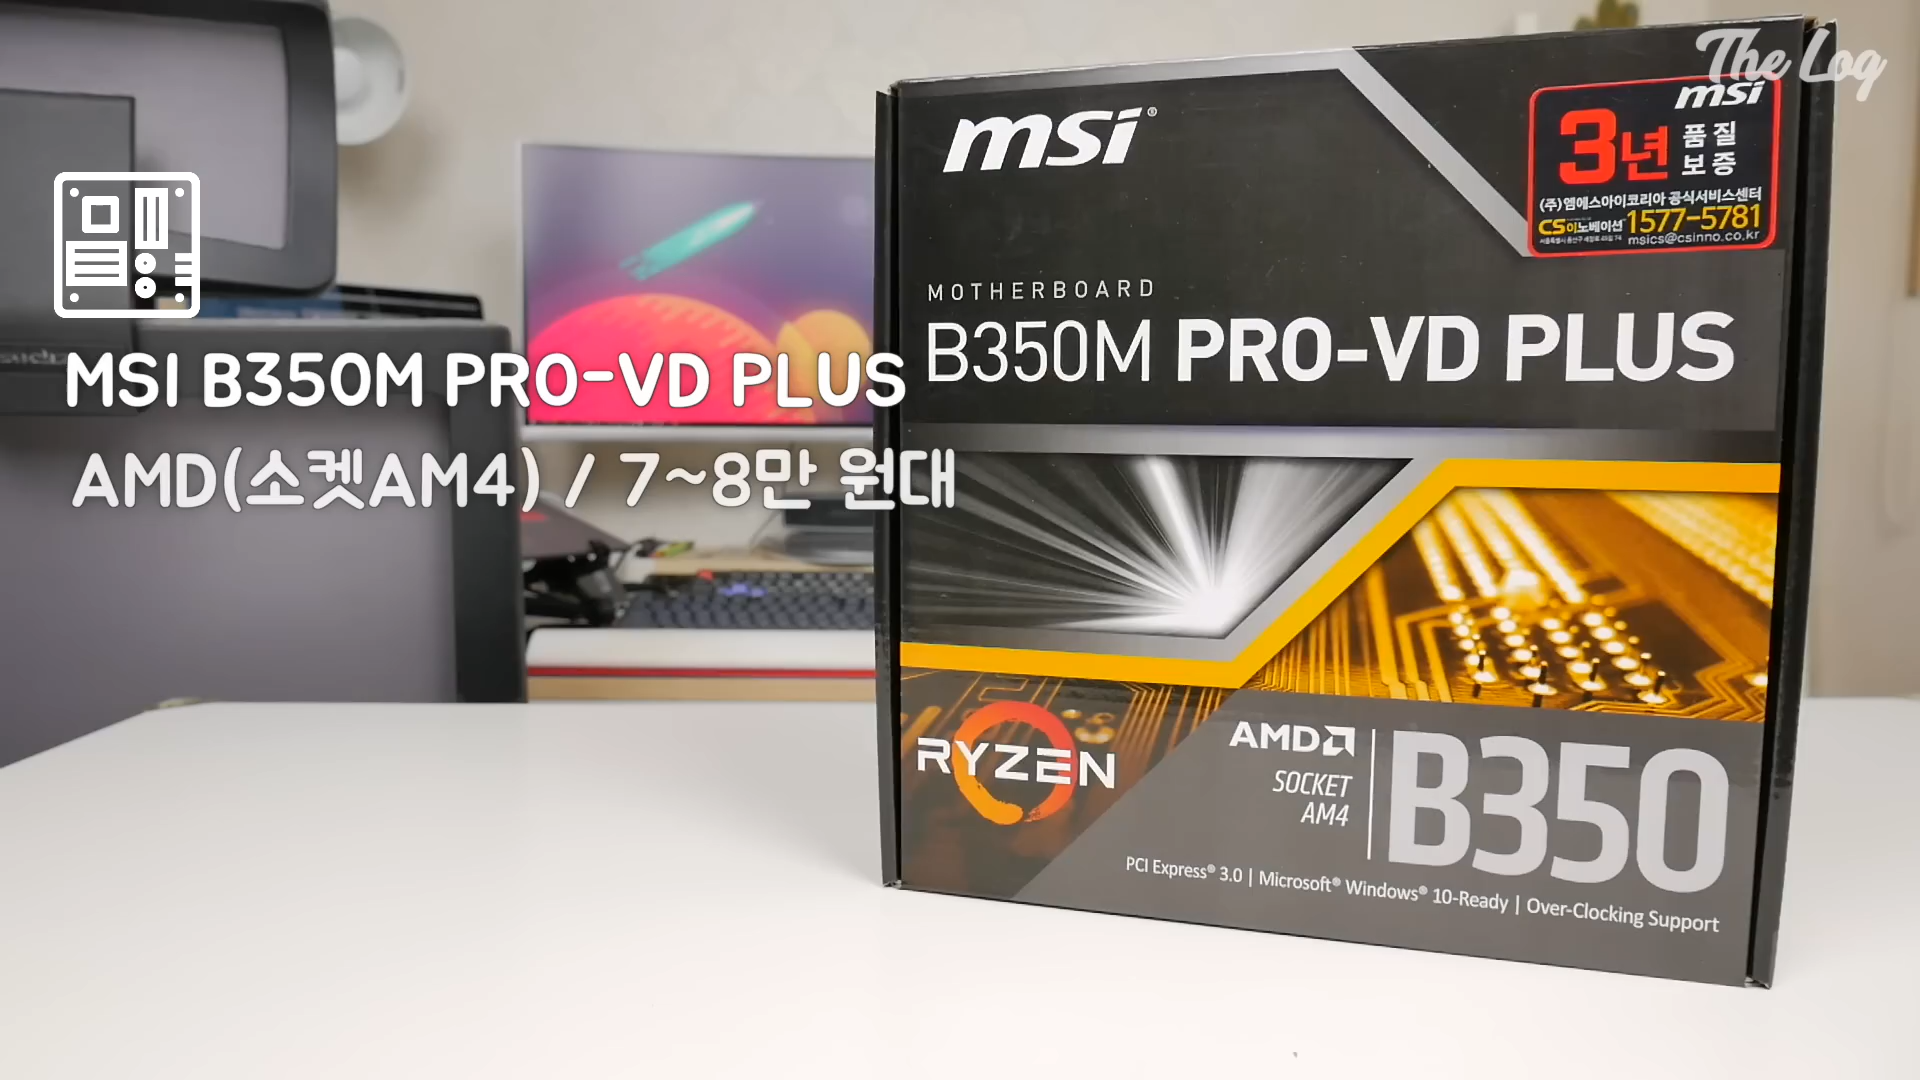 The Log
MSI B350M PRO-VD PLUS
AMD(소켓AM4) / 7~8만 원대
msi®
msi
3년 품질
보증
(주)엠에스아이코리아 공식서비스센터
CS이노베이션 1577-5781
msics@csinno.co.kr
MOTHERBOARD
B350M PRO-VD PLUS
RYZEN
AMD
SOCKET
AM4
B350
PCI Express® 3.0 | Microsoft® Windows® 10-Ready | Over-Clocking Support